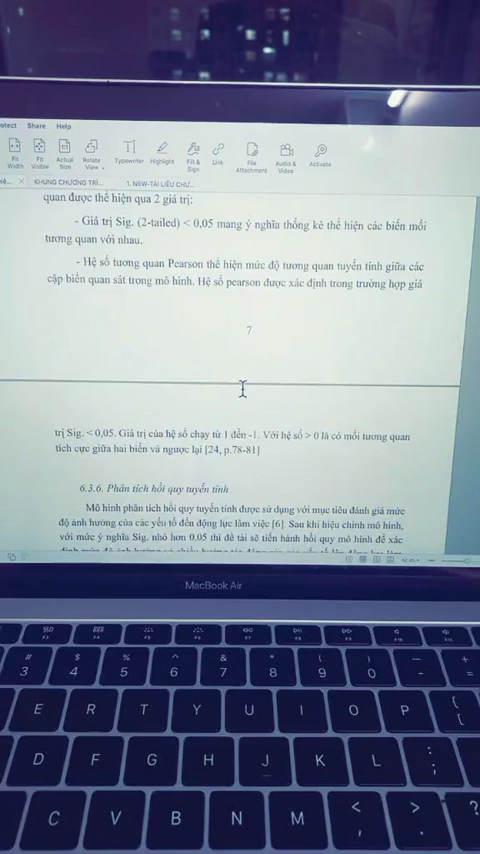 otect Share Help
Fit Width
Fit Visible
Actual Size
Rotate View
Typewriter
Highlight
Fill & Sign
Link
File Attachment
Audio & Video
Activate
KHUNG CHƯƠNG TRÌ...
1. NEW-TÀI LIỆU CHƯ...
quan được thể hiện qua 2 giá trị:
- Giá trị Sig. (2-tailed) < 0,05 mang ý nghĩa thống kê thể hiện các biến mối
tương quan với nhau.
- Hệ số tương quan Pearson thể hiện mức độ tương quan tuyến tính giữa các
cặp biến quan sát trong mô hình. Hệ số pearson được xác định trong trường hợp giá
7
trị Sig. < 0,05. Giá trị của hệ số chạy từ 1 đến -1. Với hệ số > 0 là có mối tương quan
tích cực giữa hai biến và ngược lại [24, p.78-81]
6.3.6. Phân tích hồi quy tuyến tính
Mô hình phân tích hồi quy tuyến tính được sử dụng với mục tiêu đánh giá mức
độ ảnh hưởng của các yếu tố đến động lực làm việc [6]. Sau khi hiệu chỉnh mô hình,
với mức ý nghĩa Sig. nhỏ hơn 0.05 thì đề tài sẽ tiến hành hồi quy mô hình để xác
MacBook Air
F3 F4 F5 F6 F7 F8 F9 F10 F11
# $ % ^ & * ( ) — +
3 4 5 6 7 8 9 0 - =
E R T Y U I O P { [
D F G H J K L : ;
C V B N M < , > . ?